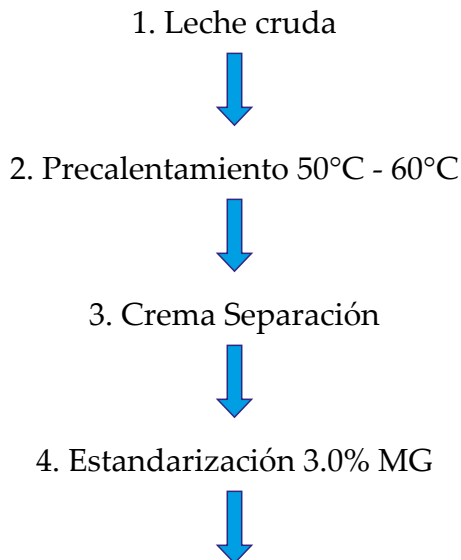 1. Leche cruda
2. Precalentamiento 50°C - 60°C
3. Crema Separación
4. Estandarización 3.0% MG